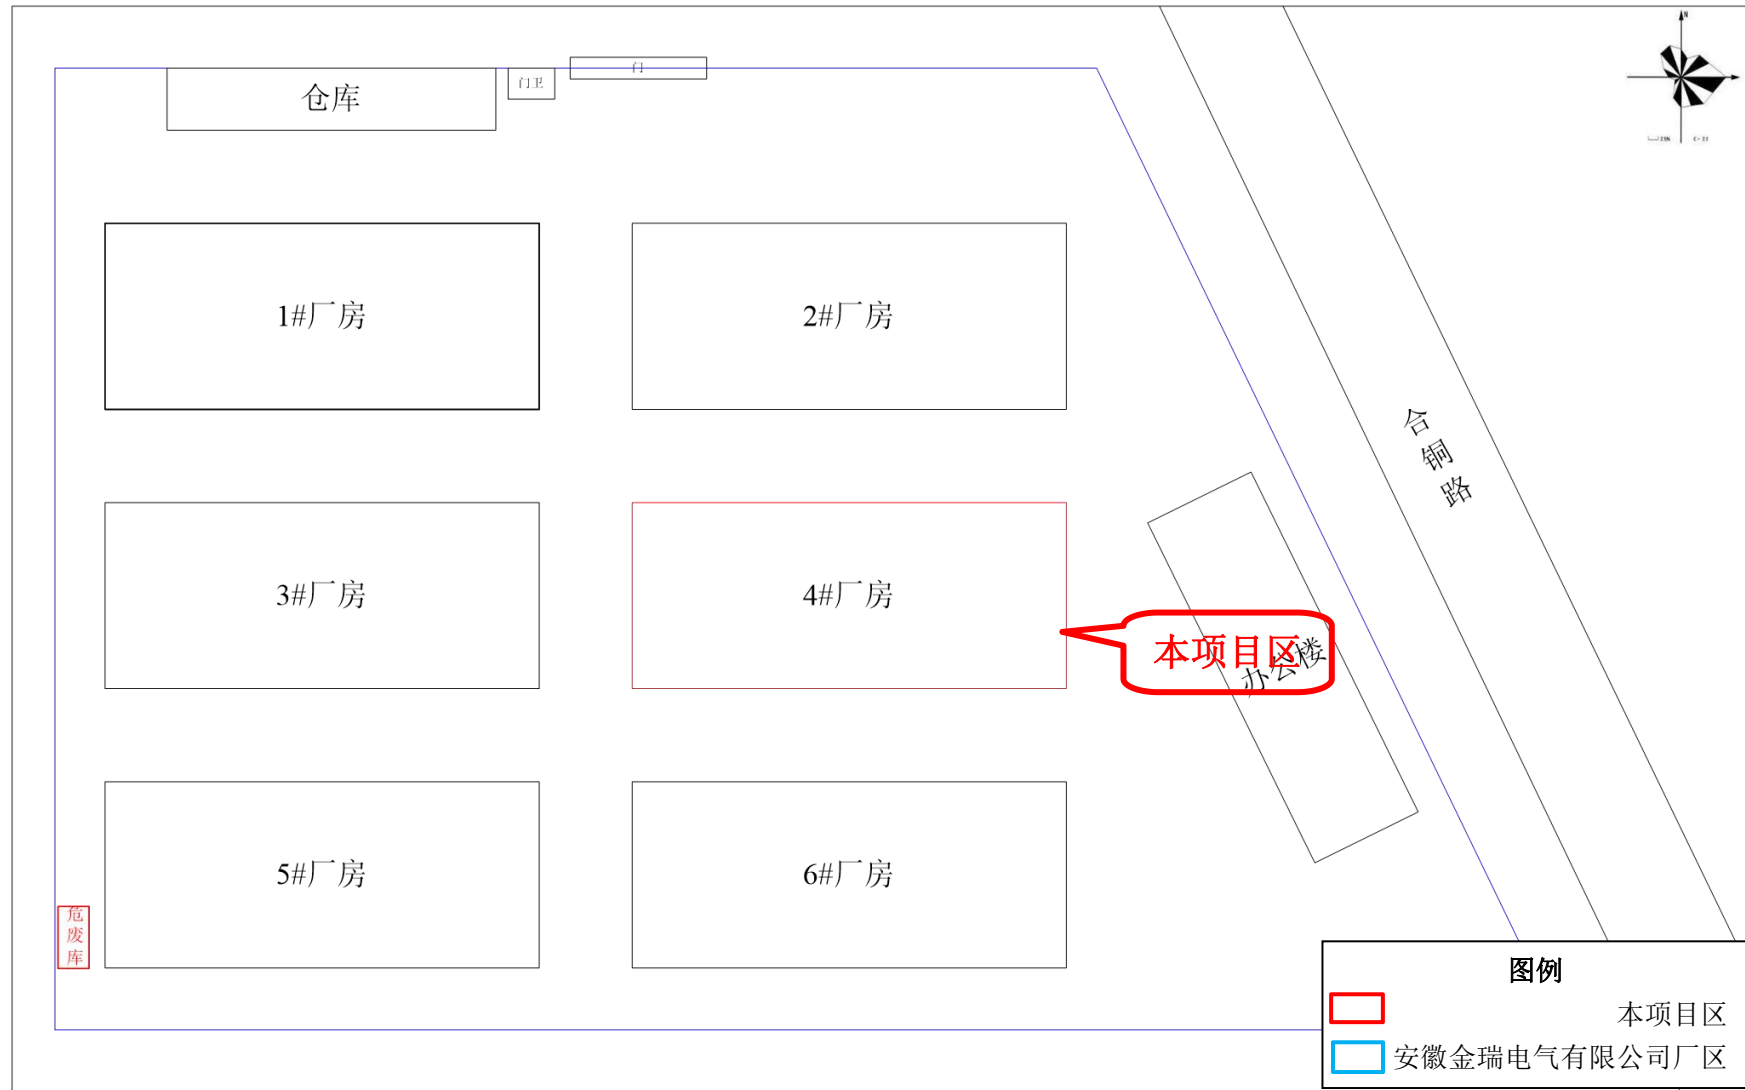 N
门
仓库
门卫
1#厂房
2#厂房
合铜路
3#厂房
4#厂房
本项目区
办公楼
5#厂房
6#厂房
危废库
图例
本项目区
安徽金瑞电气有限公司厂区